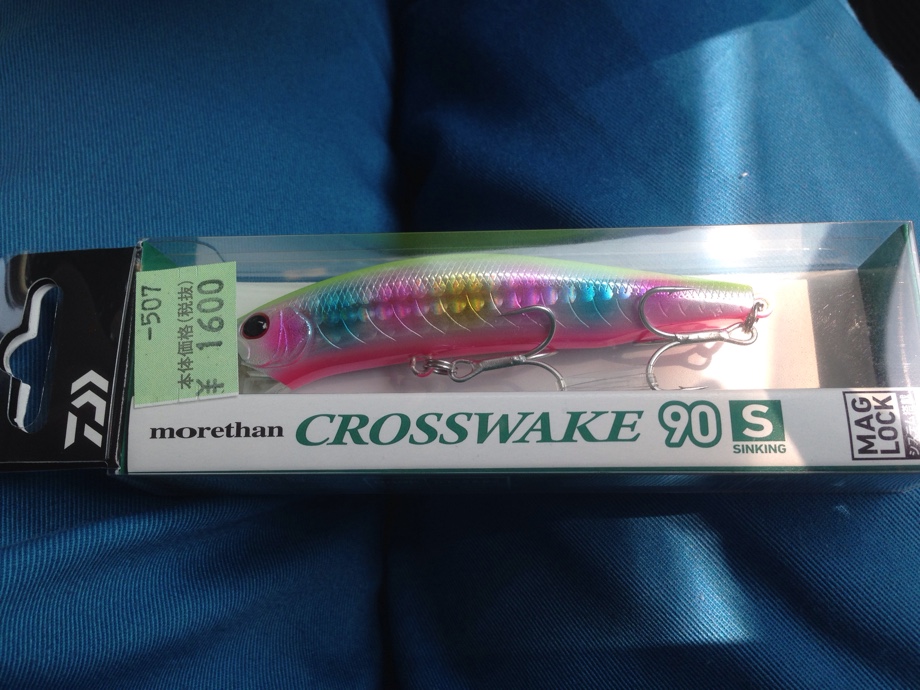 -507
本体価格(税抜)
¥ 1600
morethan CROSSWAKE 90 S
SINKING
MAG
LOCK